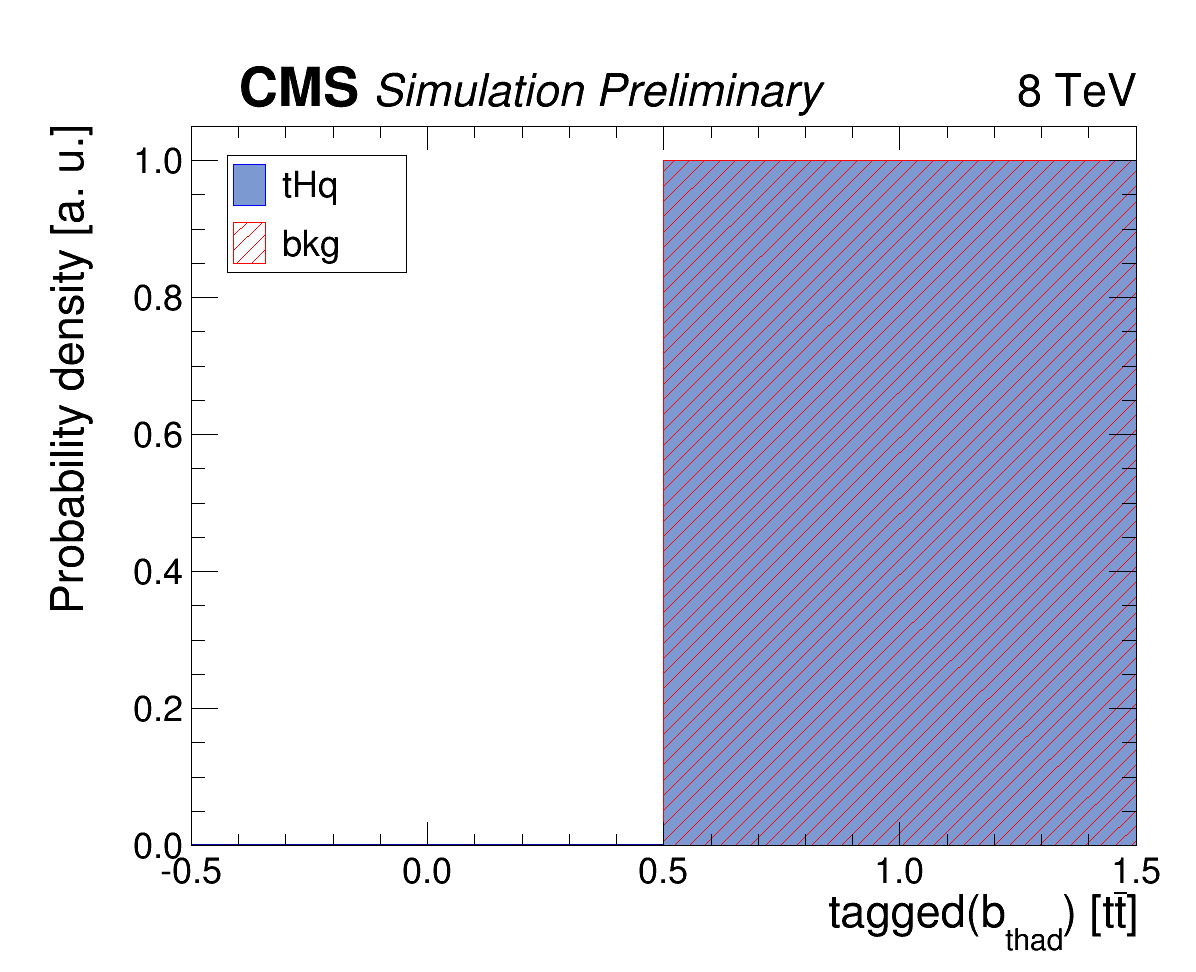 CMS Simulation Preliminary 8 TeV
Probability density [a. u.]
1.0
0.8
0.6
0.4
0.2
0.0
tHq
bkg
-0.5 0.0 0.5 1.0 1.5
tagged(b_thad) [tt̄]